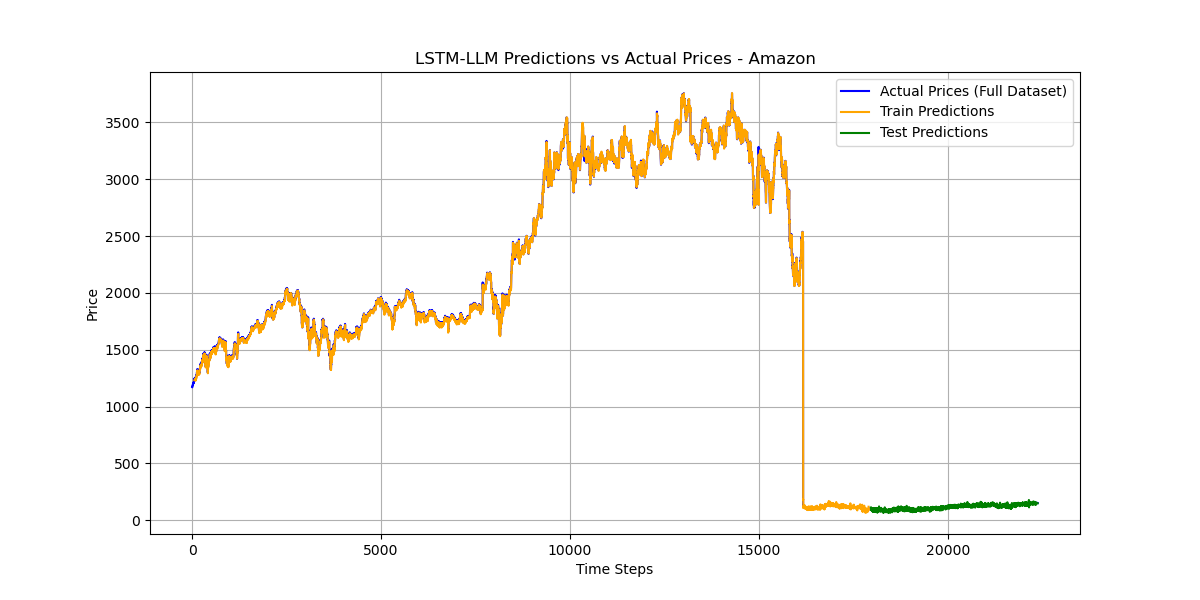 LSTM-LLM Predictions vs Actual Prices - Amazon
Actual Prices (Full Dataset)
Train Predictions
Test Predictions
Price
3500
3000
2500
2000
1500
1000
500
0
0
5000
10000
15000
20000
Time Steps